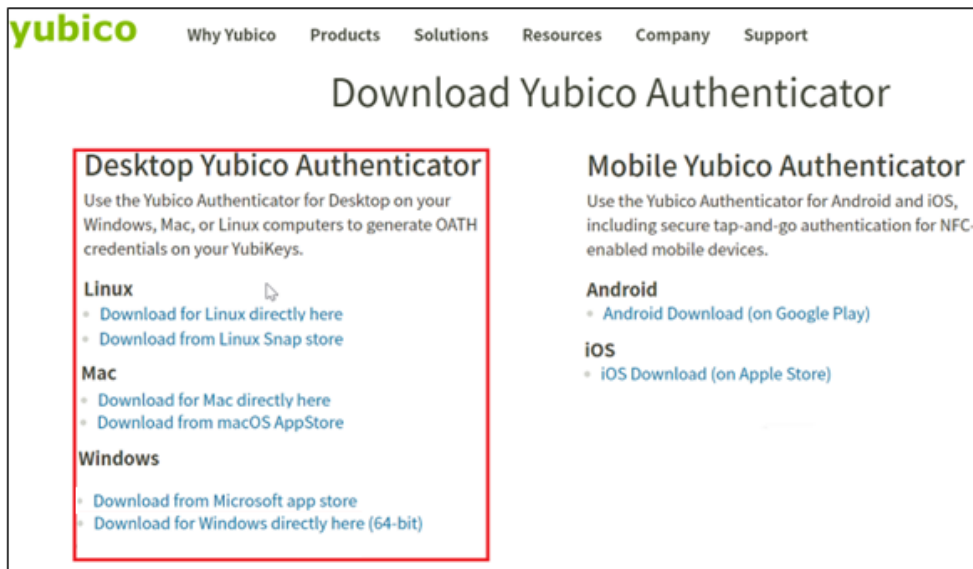 yubico
Why Yubico Products Solutions Resources Company Support
Download Yubico Authenticator
Desktop Yubico Authenticator
Use the Yubico Authenticator for Desktop on your
Windows, Mac, or Linux computers to generate OATH
credentials on your YubiKeys.
Linux
Download for Linux directly here
Download from Linux Snap store
Mac
Download for Mac directly here
Download from macOS AppStore
Windows
Download from Microsoft app store
Download for Windows directly here (64-bit)
Mobile Yubico Authenticator
Use the Yubico Authenticator for Android and iOS,
including secure tap-and-go authentication for NFC-
enabled mobile devices.
Android
Android Download (on Google Play)
iOS
iOS Download (on Apple Store)